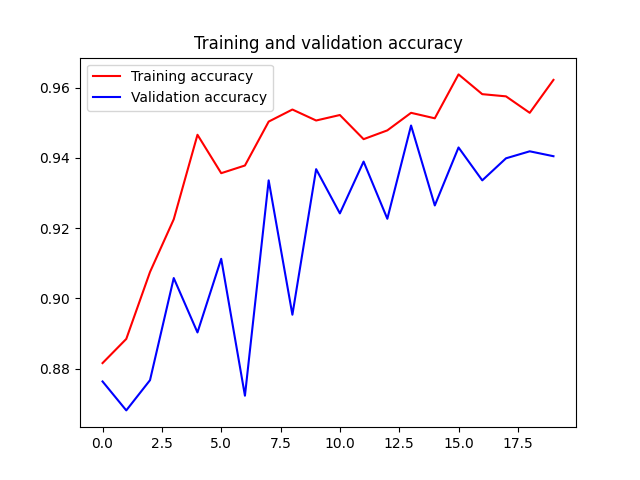 Training and validation accuracy
Training accuracy
Validation accuracy
0.96
0.94
0.92
0.90
0.88
0.0 2.5 5.0 7.5 10.0 12.5 15.0 17.5